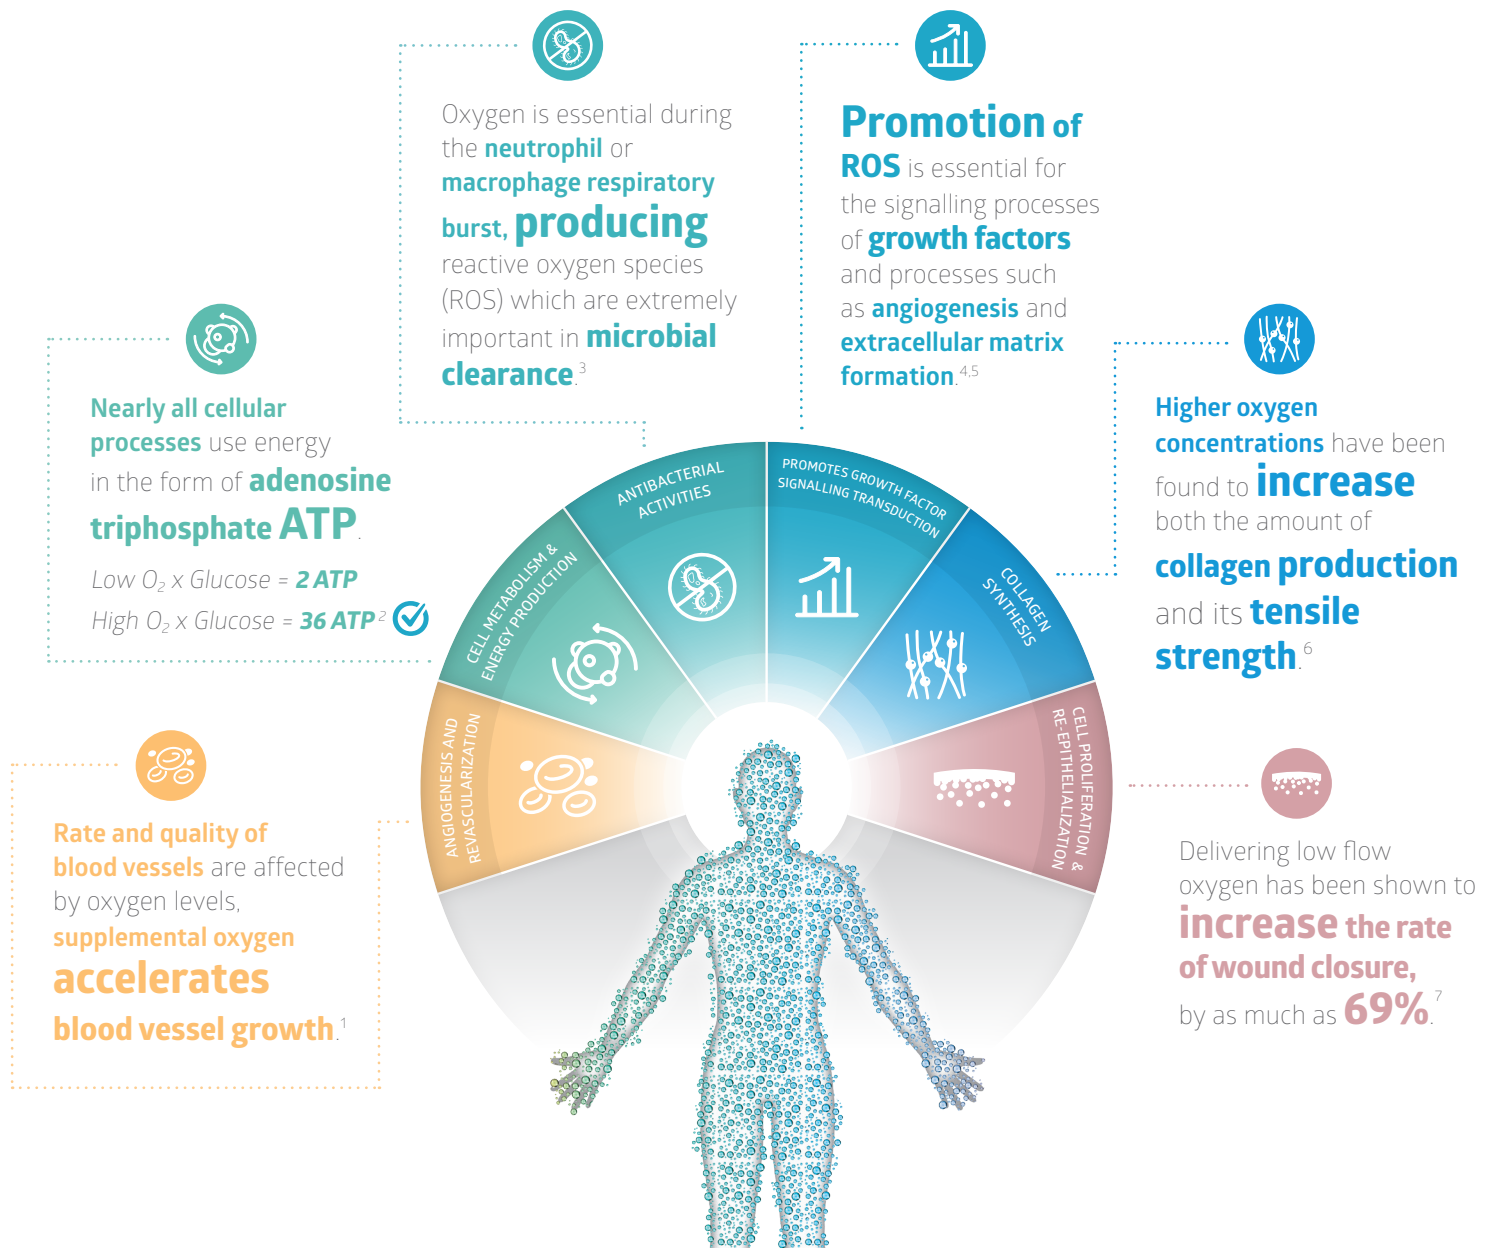 Oxygen is essential during
the neutrophil or
macrophage respiratory
burst, producing
reactive oxygen species
(ROS) which are extremely
important in microbial
clearance.3
Promotion of
ROS is essential for
the signalling processes
of growth factors
and processes such
as angiogenesis and
extracellular matrix
formation.4,5
Nearly all cellular
processes use energy
in the form of adenosine
triphosphate ATP.
Low O2 x Glucose = 2 ATP
High O2 x Glucose = 36 ATP2
Higher oxygen
concentrations have been
found to increase
both the amount of
collagen production
and its tensile
strength.6
Rate and quality of
blood vessels are affected
by oxygen levels,
supplemental oxygen
accelerates
blood vessel growth.1
Delivering low flow
oxygen has been shown to
increase the rate
of wound closure,
by as much as 69%.7
ANGIOGENESIS AND
REVASCULARIZATION
CELL METABOLISM &
ENERGY PRODUCTION
ANTIBACTERIAL
ACTIVITIES
PROMOTES GROWTH FACTOR
SIGNALLING TRANSDUCTION
COLLAGEN
SYNTHESIS
CELL PROLIFERATION &
RE-EPITHELIALIZATION